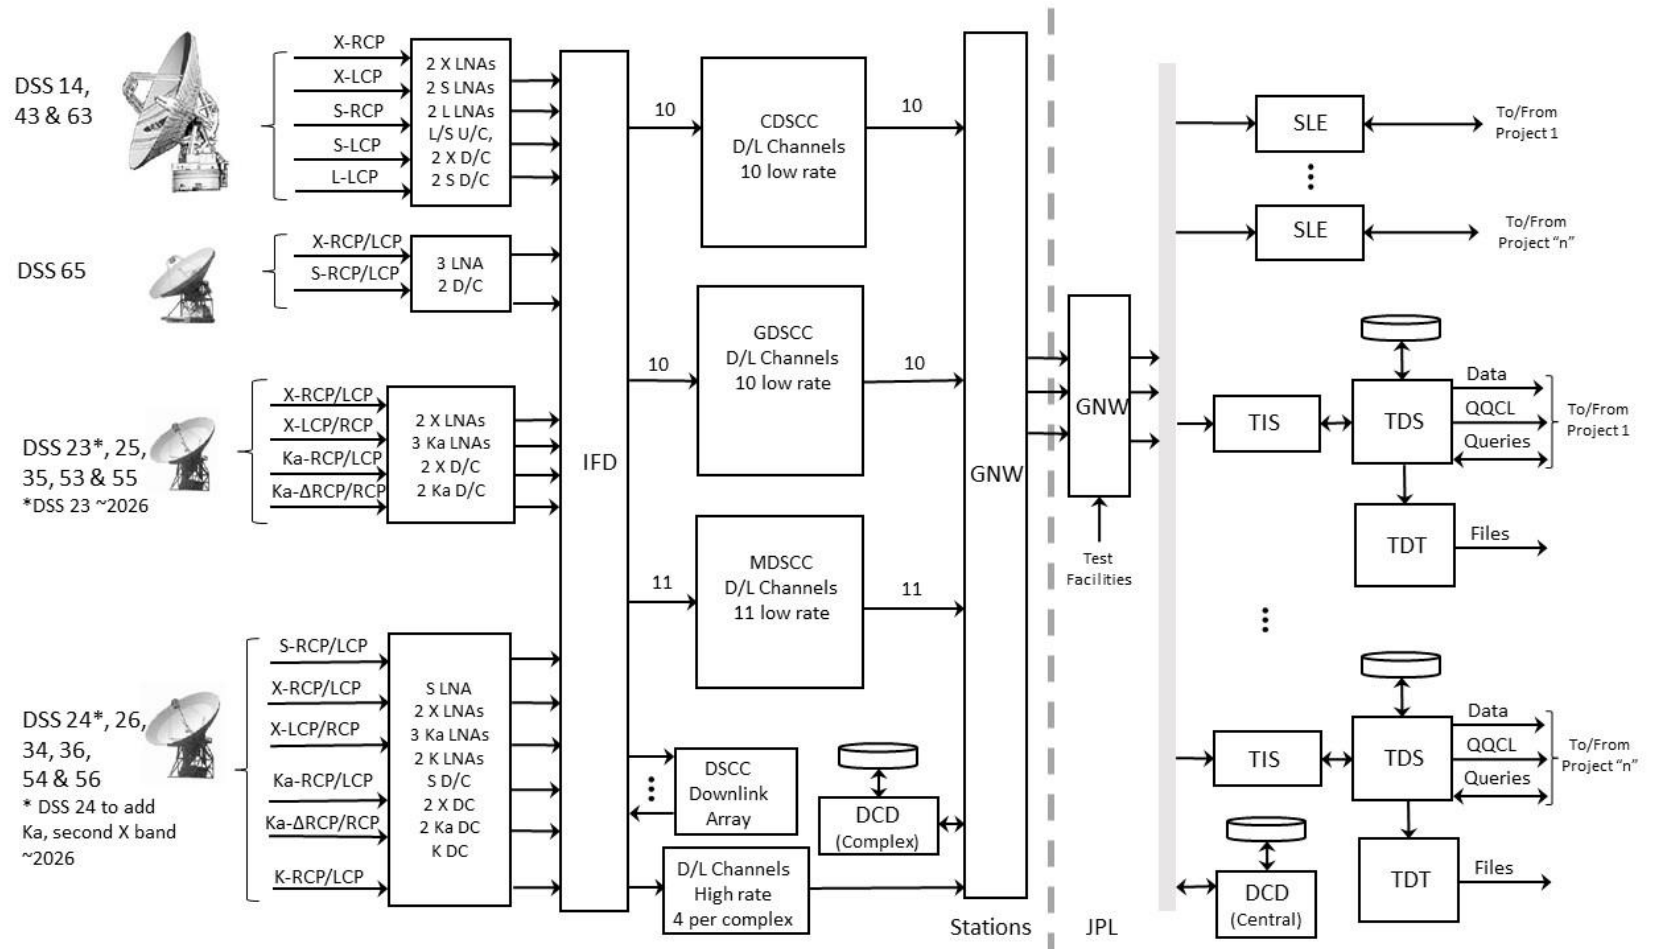 DSS 14,
43 & 63
X-RCP
X-LCP
S-RCP
S-LCP
L-LCP
2 X LNAs
2 S LNAs
2 L LNAs
L/S U/C,
2 X D/C
2 S D/C
DSS 65
X-RCP/LCP
S-RCP/LCP
3 LNA
2 D/C
DSS 23*, 25,
35, 53 & 55
*DSS 23 ~2026
X-RCP/LCP
X-LCP/RCP
Ka-RCP/LCP
Ka-ΔRCP/RCP
2 X LNAs
3 Ka LNAs
2 X D/C
2 Ka D/C
DSS 24*, 26,
34, 36,
54 & 56
* DSS 24 to add
Ka, second X band
~2026
S-RCP/LCP
X-RCP/LCP
X-LCP/RCP
Ka-RCP/LCP
Ka-ΔRCP/RCP
K-RCP/LCP
S LNA
2 X LNAs
3 Ka LNAs
2 K LNAs
S D/C
2 X DC
2 Ka DC
K DC
IFD
10
CDSCC
D/L Channels
10 low rate
10
10
GDSCC
D/L Channels
10 low rate
10
11
MDSCC
D/L Channels
11 low rate
11
DSCC
Downlink
Array
DCD
(Complex)
D/L Channels
High rate
4 per complex
GNW
Stations
JPL
GNW
Test
Facilities
SLE
To/From
Project 1
SLE
To/From
Project "n"
TIS
TDS
Data
QQCL
Queries
To/From
Project 1
TDT
Files
TIS
TDS
Data
QQCL
Queries
To/From
Project "n"
DCD
(Central)
TDT
Files